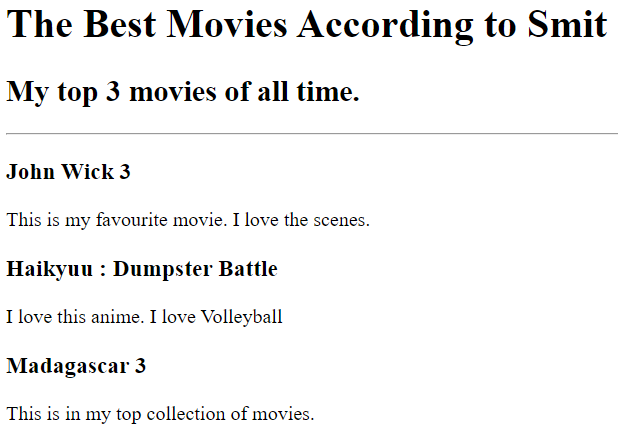 The Best Movies According to Smit
My top 3 movies of all time.
John Wick 3
This is my favourite movie. I love the scenes.
Haikyuu : Dumpster Battle
I love this anime. I love Volleyball
Madagascar 3
This is in my top collection of movies.